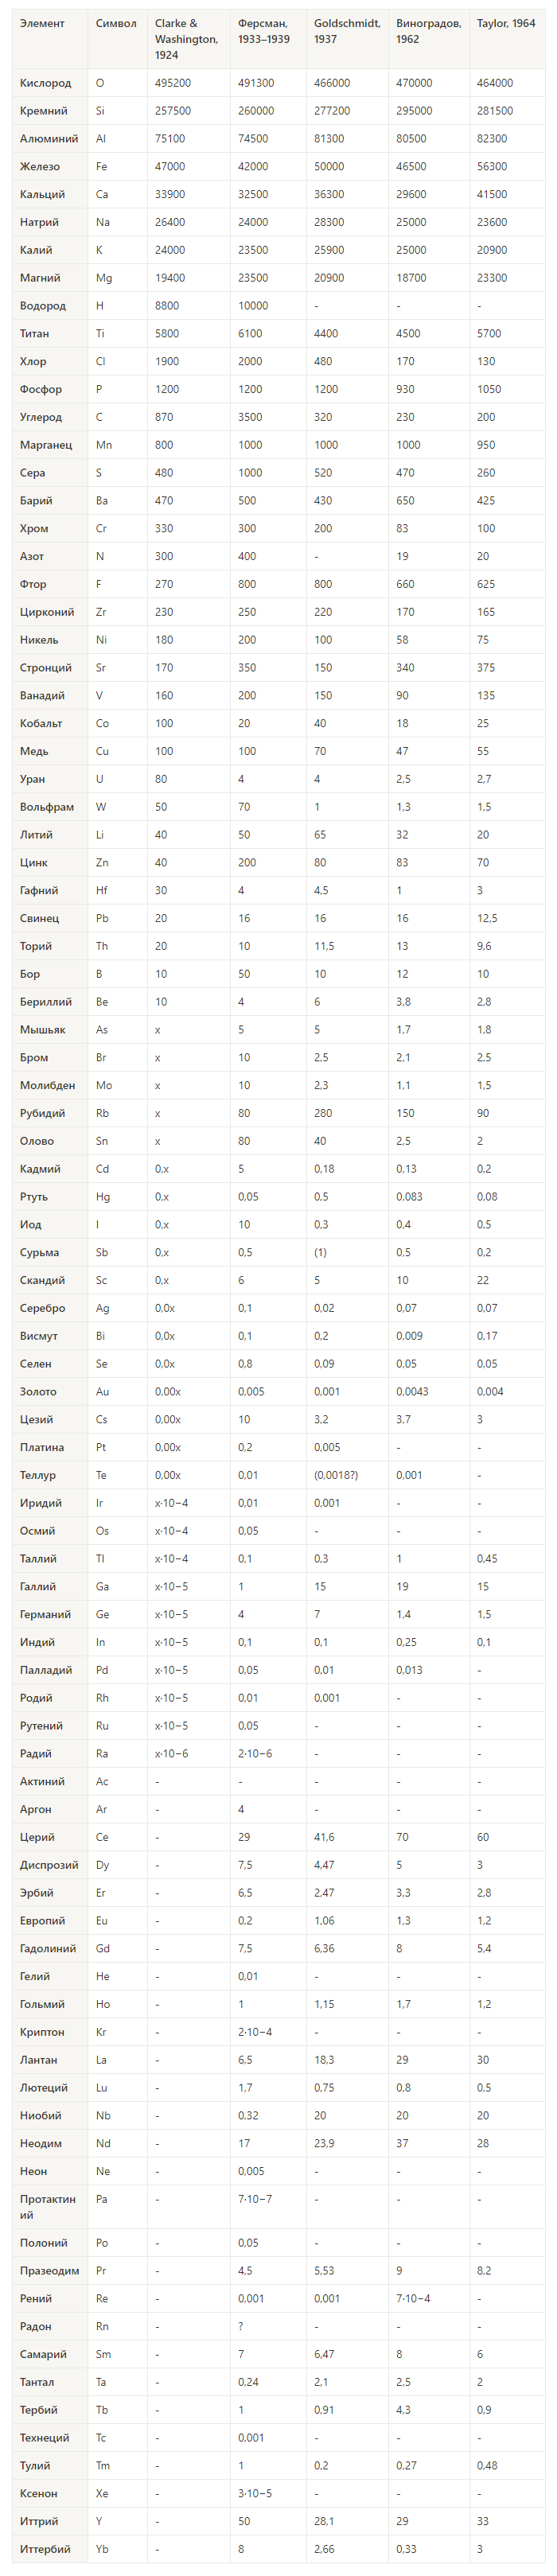 Элемент Символ Clarke & Washington, 1924 Ферсман, 1933–1939 Goldschmidt, 1937 Виноградов, 1962 Taylor, 1964
Кислород O 495200 491300 466000 470000 464000
Кремний Si 257500 260000 277200 295000 281500
Алюминий Al 75100 74500 81300 80500 82300
Железо Fe 47000 42000 50000 46500 56300
Кальций Ca 33900 32500 36300 29600 41500
Натрий Na 26400 24000 28300 25000 23600
Калий K 24000 23500 25900 25000 20900
Магний Mg 19400 23500 20900 18700 23300
Водород H 8800 10000 - - -
Титан Ti 5800 6100 4400 4500 5700
Хлор Cl 1900 2000 480 170 130
Фосфор P 1200 1200 1200 930 1050
Углерод C 870 3500 320 230 200
Марганец Mn 800 1000 1000 1000 950
Сера S 480 1000 520 470 260
Барий Ba 470 500 430 650 425
Хром Cr 330 300 200 83 100
Азот N 300 400 - 19 20
Фтор F 270 800 800 660 625
Цирконий Zr 230 250 220 170 165
Никель Ni 180 200 100 58 75
Стронций Sr 170 350 150 340 375
Ванадий V 160 200 150 90 135
Кобальт Co 100 20 40 18 25
Медь Cu 100 100 70 47 55
Уран U 80 4 4 2,5 2,7
Вольфрам W 50 70 1 1,3 1,5
Литий Li 40 50 65 32 20
Цинк Zn 40 200 80 83 70
Гафний Hf 30 4 4,5 1 3
Свинец Pb 20 16 16 16 12,5
Торий Th 20 10 11,5 13 9,6
Бор B 10 50 10 12 10
Бериллий Be 10 4 6 3,8 2,8
Мышьяк As x 5 5 1,7 1,8
Бром Br x 10 2,5 2,1 2,5
Молибден Mo x 10 2,3 1,1 1,5
Рубидий Rb x 80 280 150 90
Олово Sn x 80 40 2,5 2
Кадмий Cd 0,x 5 0,18 0,13 0,2
Ртуть Hg 0,x 0,05 0,5 0,083 0,08
Иод I 0,x 10 0,3 0,4 0,5
Сурьма Sb 0,x 0,5 (1) 0,5 0,2
Скандий Sc 0,x 6 5 10 22
Серебро Ag 0,0x 0,1 0,02 0,07 0,07
Висмут Bi 0,0x 0,1 0,2 0,009 0,17
Селен Se 0,0x 0,8 0,09 0,05 0,05
Золото Au 0,00x 0,005 0,001 0,0043 0,004
Цезий Cs 0,00x 10 3,2 3,7 3
Платина Pt 0,00x 0,2 0,005 - -
Теллур Te 0,00x 0,01 (0,0018?) 0,001 -
Иридий Ir x·10−4 0,01 0,001 - -
Осмий Os x·10−4 0,05 - - -
Таллий Tl x·10−4 0,1 0,3 1 0,45
Галлий Ga x·10−5 1 15 19 15
Германий Ge x·10−5 4 7 1,4 1,5
Индий In x·10−5 0,1 0,1 0,25 0,1
Палладий Pd x·10−5 0,05 0,01 0,013 -
Родий Rh x·10−5 0,01 0,001 - -
Рутений Ru x·10−5 0,05 - - -
Радий Ra x·10−6 2·10−6 - - -
Актиний Ac - - - - -
Аргон Ar - 4 - - -
Церий Ce - 29 41,6 70 60
Диспрозий Dy - 7,5 4,47 5 3
Эрбий Er - 6,5 2,47 3,3 2,8
Европий Eu - 0,2 1,06 1,3 1,2
Гадолиний Gd - 7,5 6,36 8 5,4
Гелий He - 0,01 - - -
Гольмий Ho - 1 1,15 1,7 1,2
Криптон Kr - 2·10−4 - - -
Лантан La - 6,5 18,3 29 30
Лютеций Lu - 1,7 0,75 0,8 0,5
Ниобий Nb - 0,32 20 20 20
Неодим Nd - 17 23,9 37 28
Неон Ne - 0,005 - - -
Протактиний Pa - 7·10−7 - - -
Полоний Po - 0,05 - - -
Празеодим Pr - 4,5 5,53 9 8,2
Рений Re - 0,001 0,001 7·10−4 -
Радон Rn - ? - - -
Самарий Sm - 7 6,47 8 6
Тантал Ta - 0,24 2,1 2,5 2
Тербий Tb - 1 0,91 4,3 0,9
Технеций Tc - 0,001 - - -
Тулий Tm - 1 0,2 0,27 0,48
Ксенон Xe - 3·10−5 - - -
Иттрий Y - 50 28,1 29 33
Иттербий Yb - 8 2,66 0,33 3